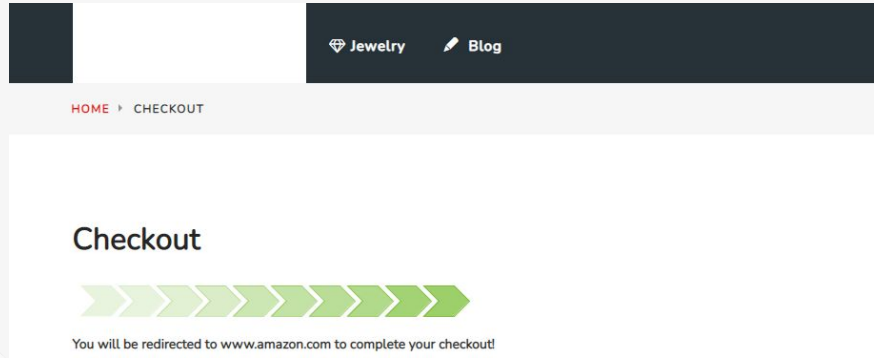 Jewelry Blog
HOME CHECKOUT
Checkout
You will be redirected to www.amazon.com to complete your checkout!